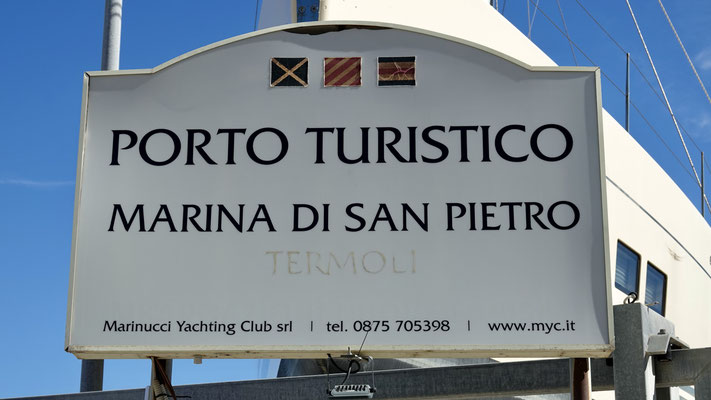 PORTO TURISTICO
MARINA DI SAN PIETRO
TERMOLI
Marinucci Yachting Club srl | tel. 0875 705398 | www.myc.it